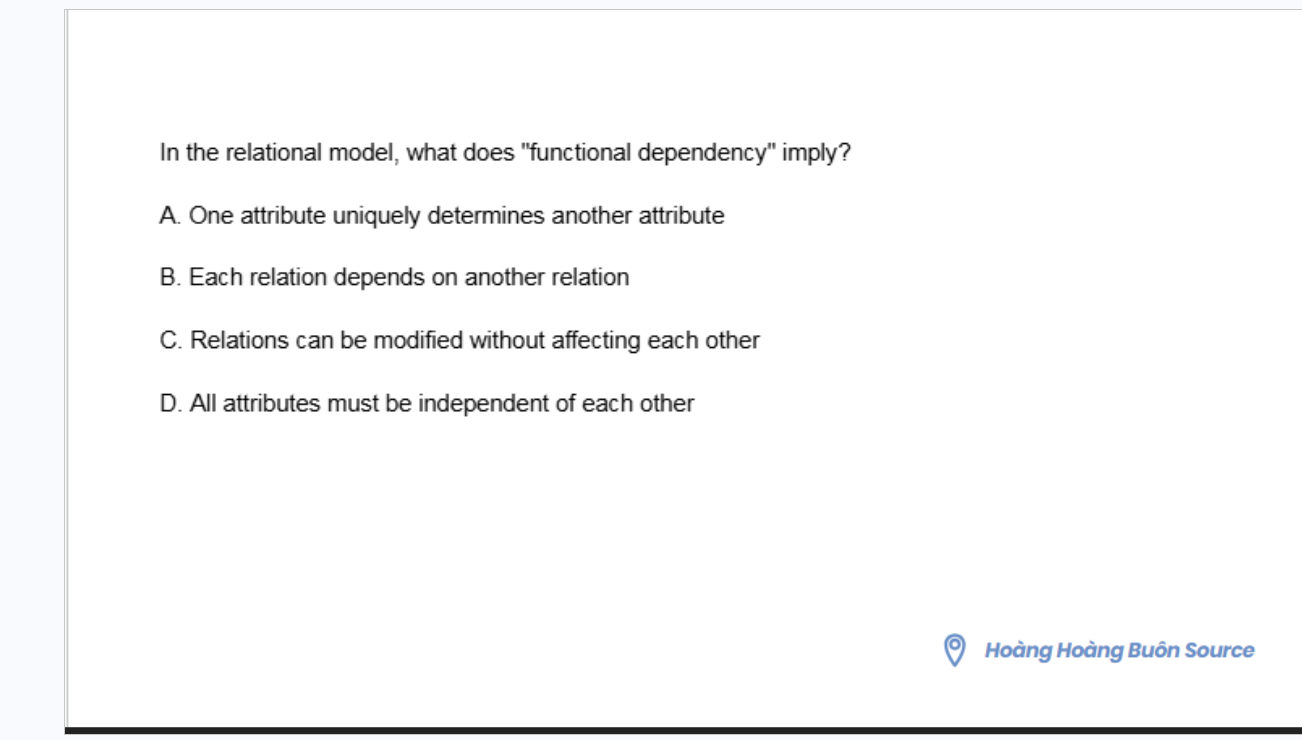 In the relational model, what does "functional dependency" imply?
A. One attribute uniquely determines another attribute
B. Each relation depends on another relation
C. Relations can be modified without affecting each other
D. All attributes must be independent of each other
Hoàng Hoàng Buôn Source